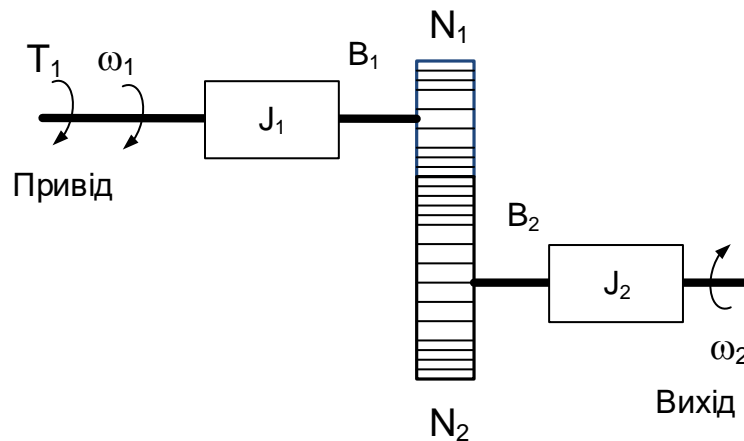 N₁
T₁ ω₁ B₁
J₁
Привід
B₂
J₂
ω₂
Вихід
N₂